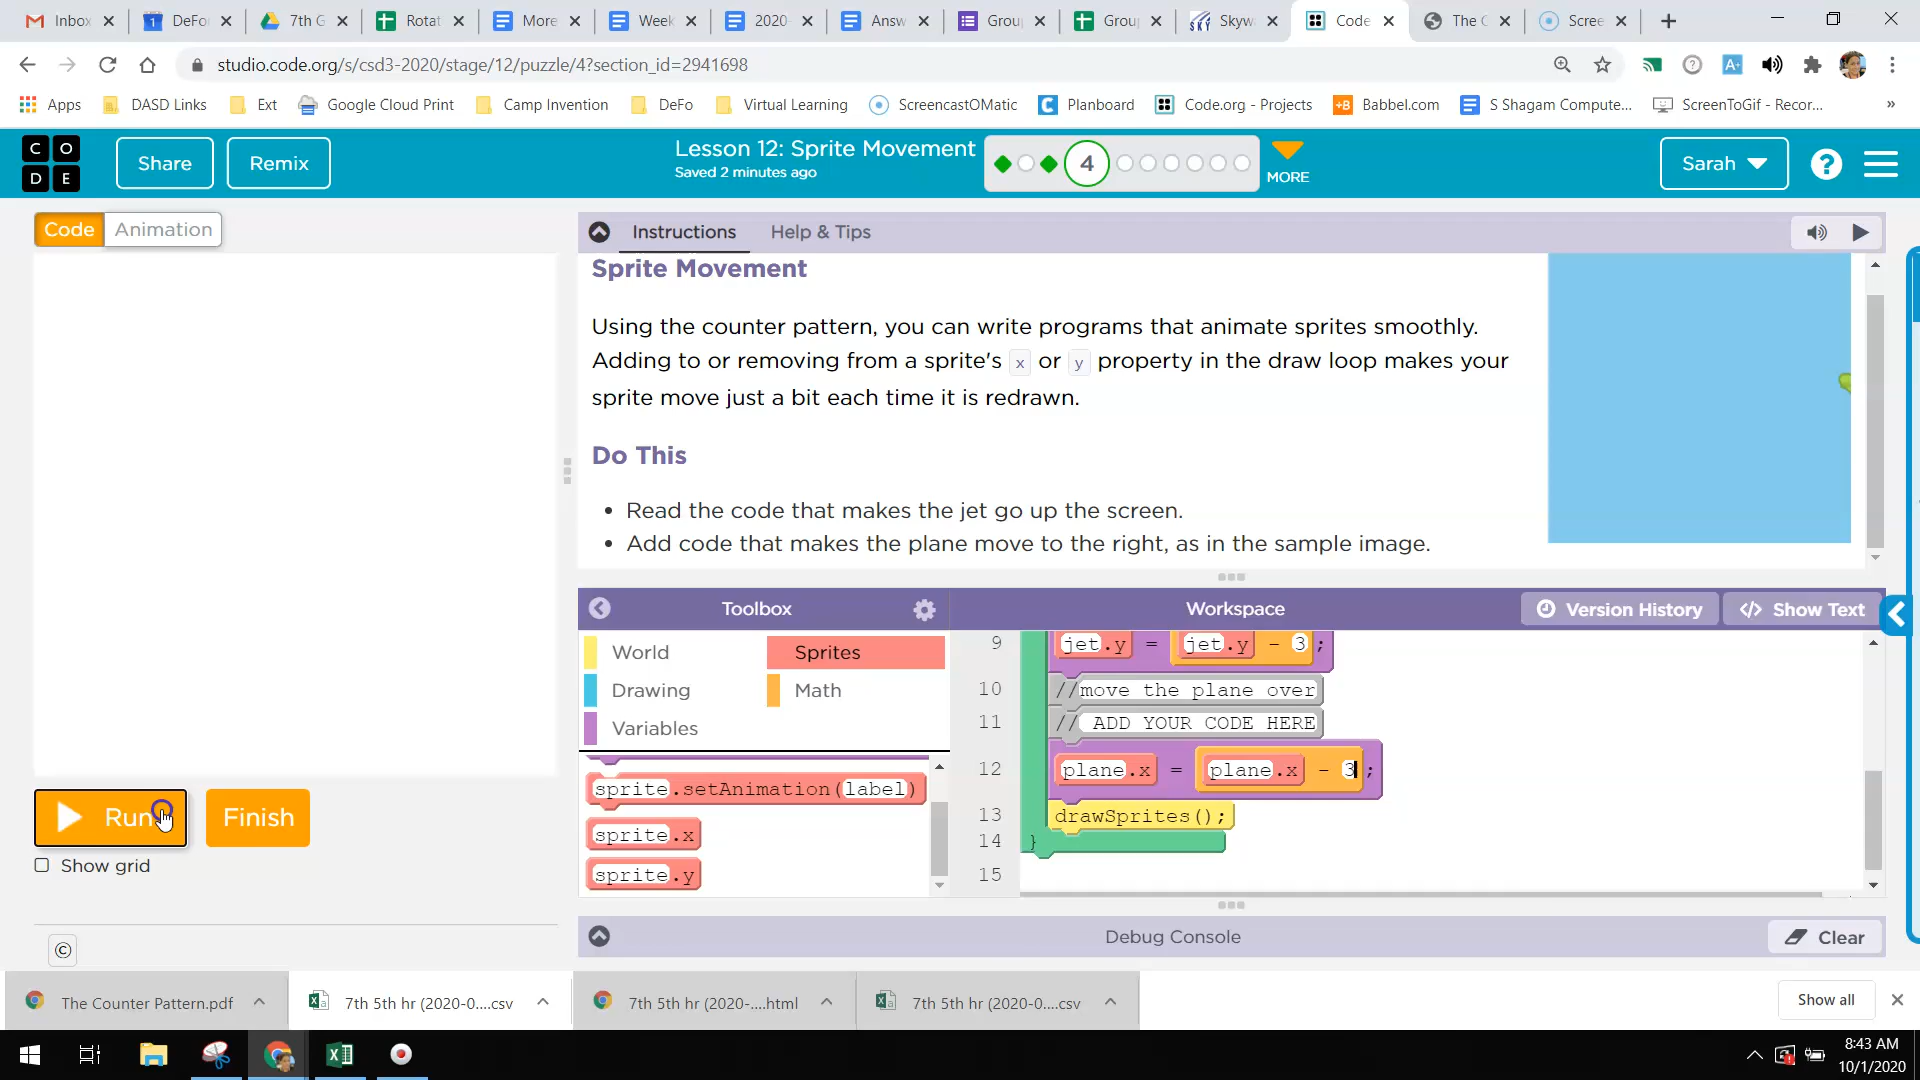 Inbox
DeFo
7th G
Rotat
More
Week
2020-
Answ
Group
Group
Skyw
Code
The C
Scree
studio.code.org/s/csd3-2020/stage/12/puzzle/4?section_id=2941698
Apps
DASD Links
Ext
Google Cloud Print
Camp Invention
DeFo
Virtual Learning
ScreencastOMatic
Planboard
Code.org - Projects
Babbel.com
S Shagam Compute...
ScreenToGif - Recor...
»
C O
D E
Share
Remix
Lesson 12: Sprite Movement
Saved 2 minutes ago
4
MORE
Sarah
?
Code
Animation
Instructions
Help & Tips
Sprite Movement
Using the counter pattern, you can write programs that animate sprites smoothly.
Adding to or removing from a sprite's x or y property in the draw loop makes your
sprite move just a bit each time it is redrawn.
Do This
• Read the code that makes the jet go up the screen.
• Add code that makes the plane move to the right, as in the sample image.
Toolbox
Workspace
Version History
</> Show Text
World
Sprites
Drawing
Math
Variables
sprite.setAnimation(label)
sprite.x
sprite.y
9 jet.y = jet.y - 3;
10 //move the plane over
11 // ADD YOUR CODE HERE
12 plane.x = plane.x - 3;
13 drawSprites();
14 }
15
Run
Finish
Show grid
©
Debug Console
Clear
The Counter Pattern.pdf
7th 5th hr (2020-0....csv
7th 5th hr (2020-....html
7th 5th hr (2020-0....csv
Show all
8:43 AM
10/1/2020